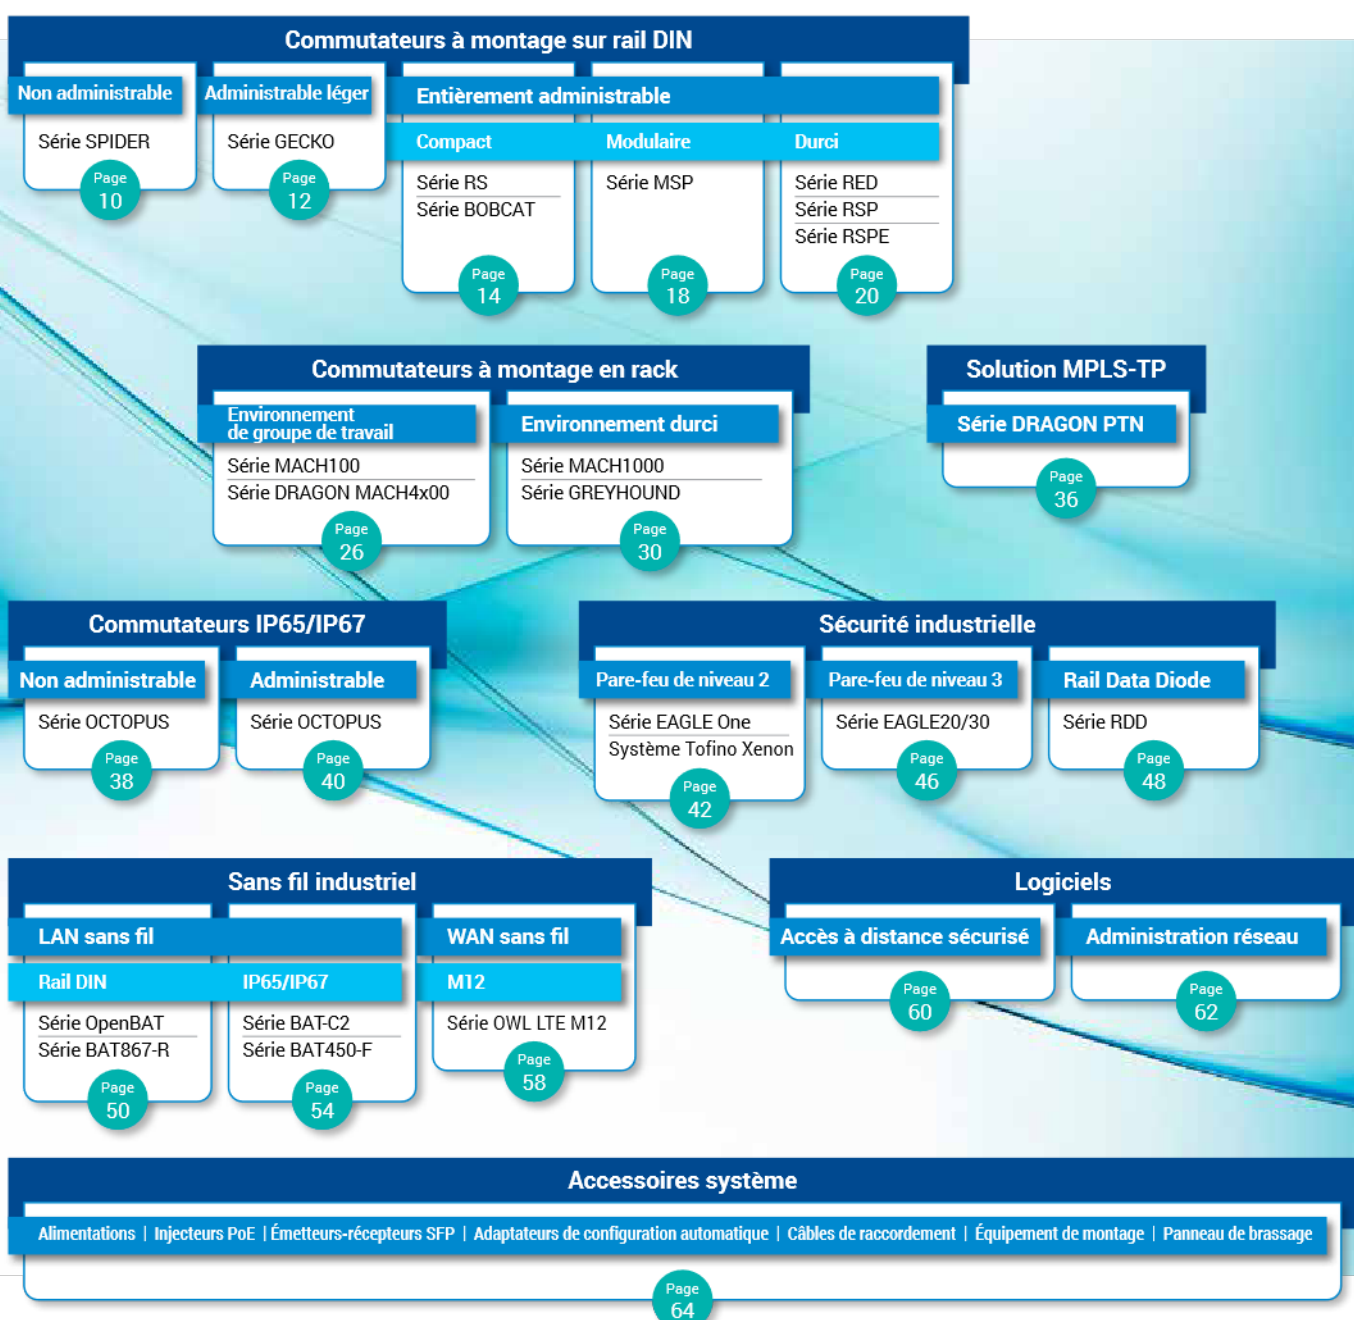 Commutateurs à montage sur rail DIN
Non administrable
Série SPIDER
Page
10
Administrable léger
Série GECKO
Page
12
Entièrement administrable
Compact
Série RS
Série BOBCAT
Page
14
Modulaire
Série MSP
Page
18
Durci
Série RED
Série RSP
Série RSPE
Page
20
Commutateurs à montage en rack
Environnement
de groupe de travail
Série MACH100
Série DRAGON MACH4x00
Page
26
Environnement durci
Série MACH1000
Série GREYHOUND
Page
30
Solution MPLS-TP
Série DRAGON PTN
Page
36
Commutateurs IP65/IP67
Non administrable
Série OCTOPUS
Page
38
Administrable
Série OCTOPUS
Page
40
Sécurité industrielle
Pare-feu de niveau 2
Série EAGLE One
Système Tofino Xenon
Page
42
Pare-feu de niveau 3
Série EAGLE20/30
Page
46
Rail Data Diode
Série RDD
Page
48
Sans fil industriel
LAN sans fil
Rail DIN
Série OpenBAT
Série BAT867-R
Page
50
IP65/IP67
Série BAT-C2
Série BAT450-F
Page
54
WAN sans fil
M12
Série OWL LTE M12
Page
58
Logiciels
Accès à distance sécurisé
Page
60
Administration réseau
Page
62
Accessoires système
Alimentations | Injecteurs PoE | Émetteurs-récepteurs SFP | Adaptateurs de configuration automatique | Câbles de raccordement | Équipement de montage | Panneau de brassage
Page
64